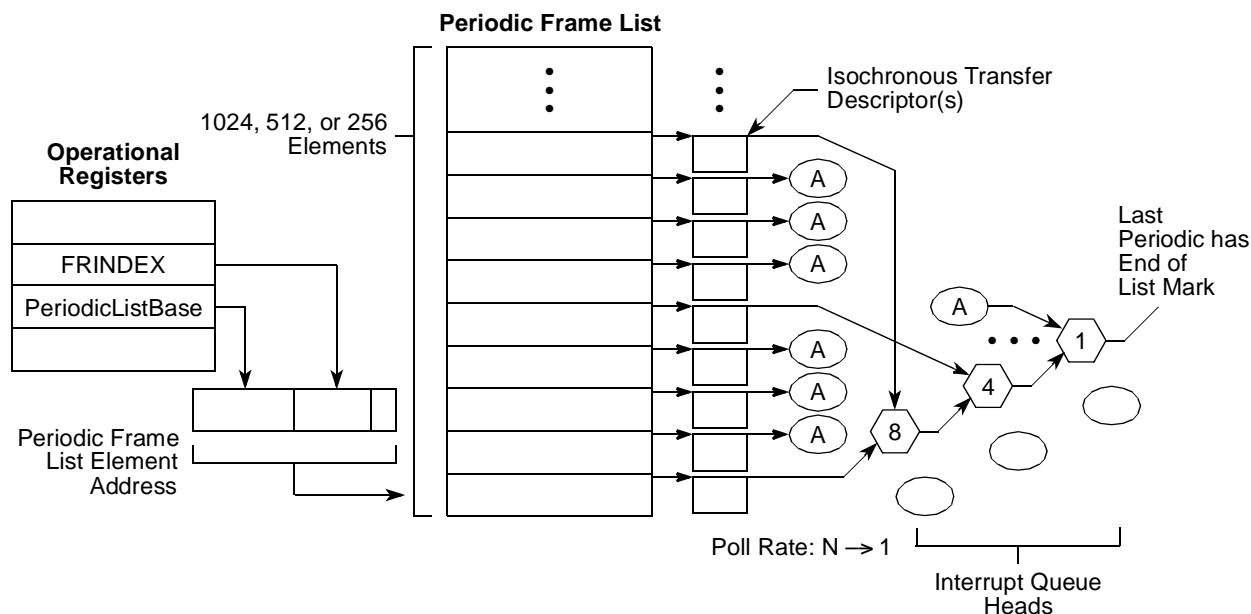 Periodic Frame List
Isochronous Transfer
Descriptor(s)
1024, 512, or 256
Elements
Operational
Registers
FRINDEX
PeriodicListBase
A
A
A
Last
Periodic has
End of
List Mark
A
1
A
4
A
8
A
Periodic Frame
List Element
Address
Poll Rate: N → 1
Interrupt Queue
Heads